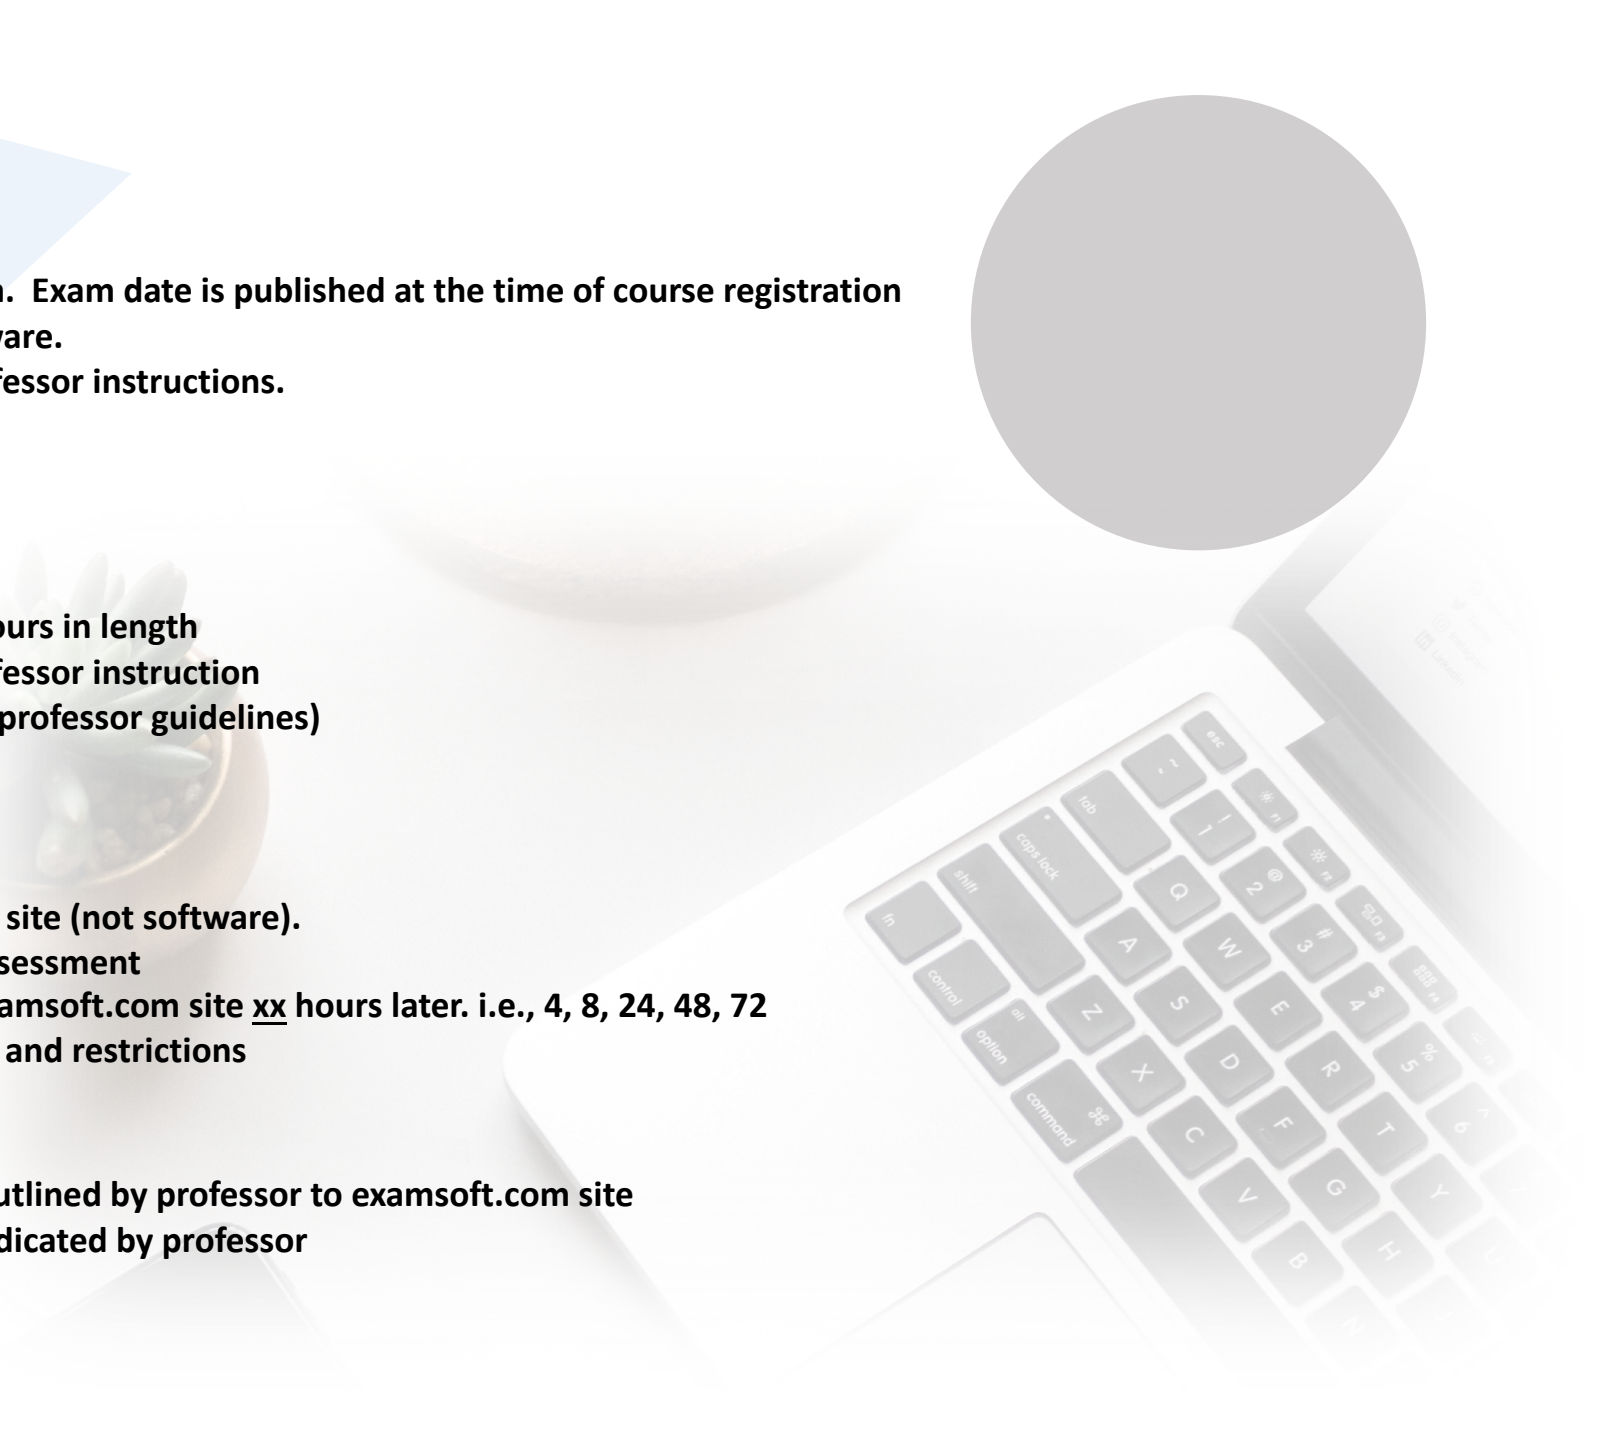 . Exam date is published at the time of course registration
ware.
fessor instructions.
ours in length
fessor instruction
professor guidelines)
site (not software).
sessment
amsoft.com site xx hours later. i.e., 4, 8, 24, 48, 72
and restrictions
utlined by professor to examsoft.com site
dicated by professor
esc
~
tab
! 1
caps lock
Q
@ 2
shift
A
W
# 3
fn
control
Z
S
E
$ 4
alt option
X
D
R
% 5
command ⌘
C
F
T
^ 6
V
G
Y
B
H
U
N